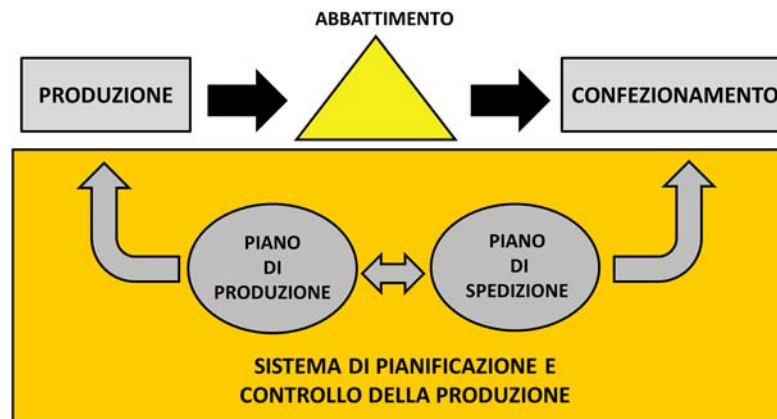 ABBATTIMENTO
PRODUZIONE
CONFEZIONAMENTO
PIANO
DI
PRODUZIONE
PIANO
DI
SPEDIZIONE
SISTEMA DI PIANIFICAZIONE E
CONTROLLO DELLA PRODUZIONE